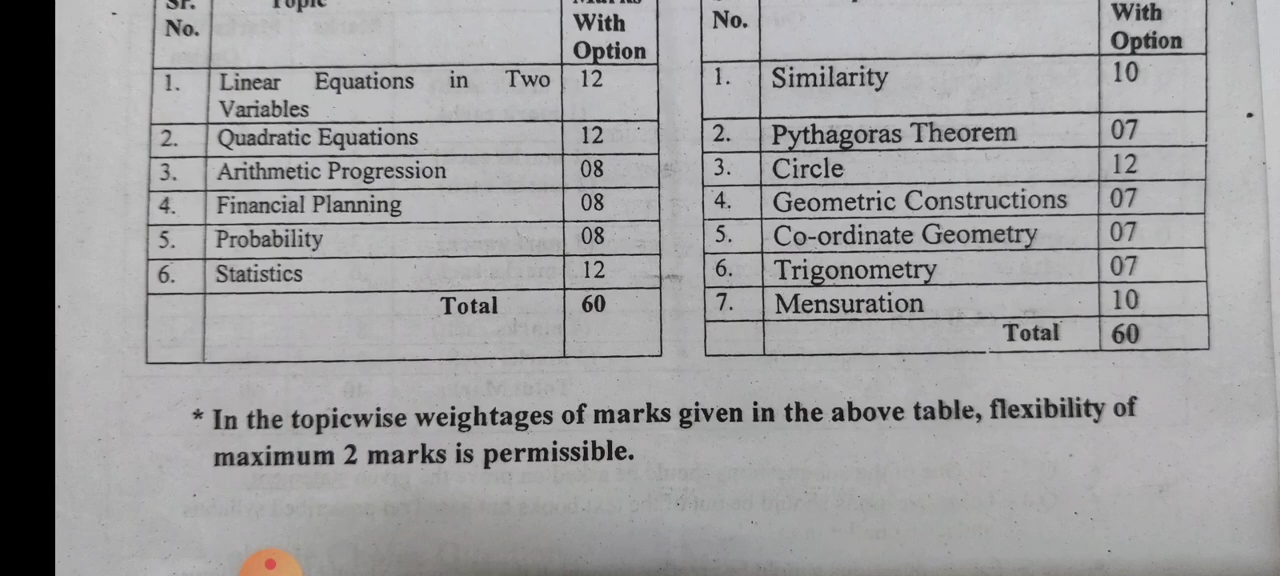 No.
With
Option
1. Linear Equations in Two 12
Variables
2. Quadratic Equations 12
3. Arithmetic Progression 08
4. Financial Planning 08
5. Probability 08
6. Statistics 12
Total 60
No.
With
Option
1. Similarity 10
2. Pythagoras Theorem 07
3. Circle 12
4. Geometric Constructions 07
5. Co-ordinate Geometry 07
6. Trigonometry 07
7. Mensuration 10
Total 60
* In the topicwise weightages of marks given in the above table, flexibility of
maximum 2 marks is permissible.